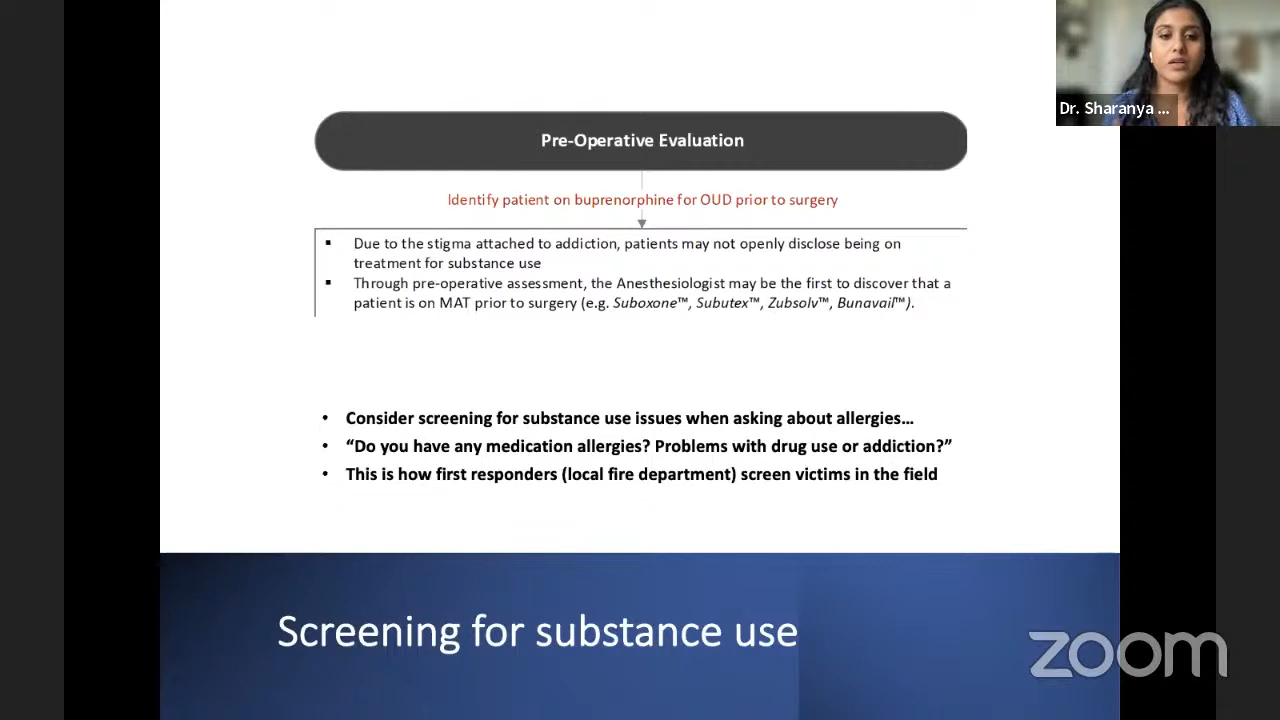 Dr. Sharanya ...
Pre-Operative Evaluation
Identify patient on buprenorphine for OUD prior to surgery
▪ Due to the stigma attached to addiction, patients may not openly disclose being on
treatment for substance use
▪ Through pre-operative assessment, the Anesthesiologist may be the first to discover that a
patient is on MAT prior to surgery (e.g. Suboxone™, Subutex™, Zubsolv™, Bunavail™).
• Consider screening for substance use issues when asking about allergies…
• “Do you have any medication allergies? Problems with drug use or addiction?”
• This is how first responders (local fire department) screen victims in the field
Screening for substance use
zoom